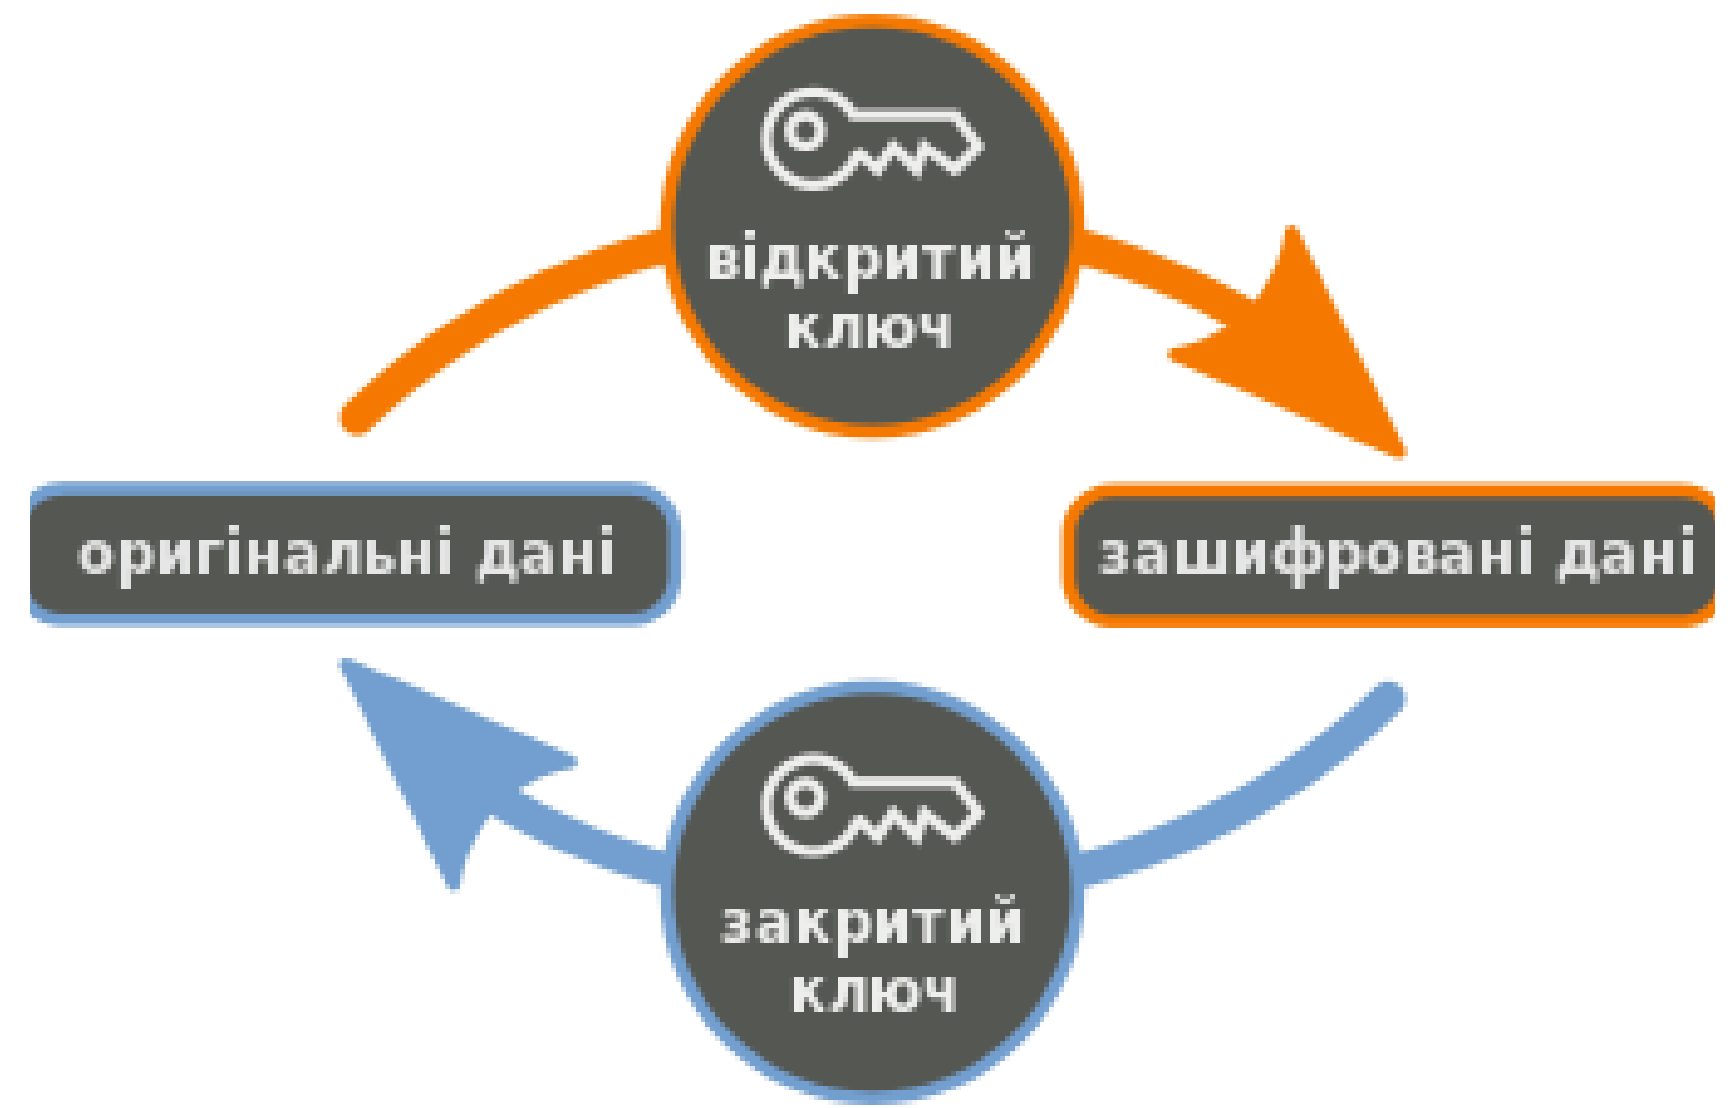 відкритий
ключ
оригінальні дані
зашифровані дані
закритий
ключ